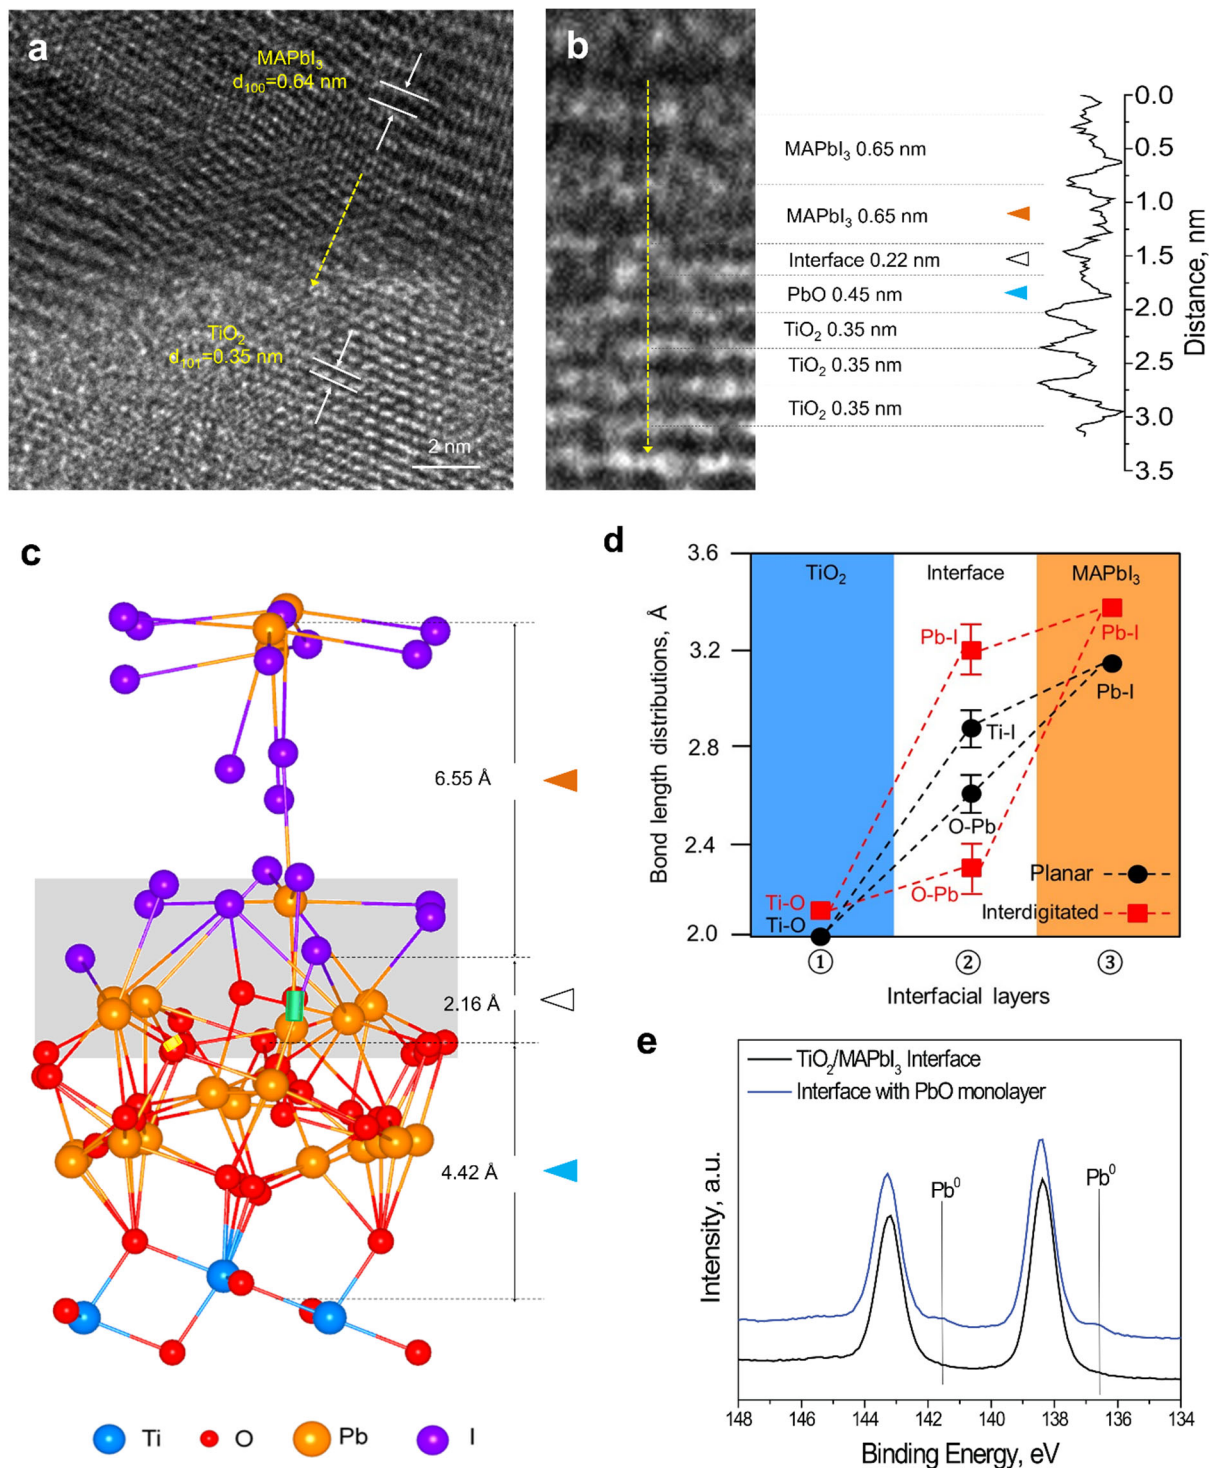 a
MAPbI₃
d₁₀₀=0.64 nm
TiO₂
d₁₀₁=0.35 nm
2 nm
b
MAPbI₃ 0.65 nm
MAPbI₃ 0.65 nm
Interface 0.22 nm
PbO 0.45 nm
TiO₂ 0.35 nm
TiO₂ 0.35 nm
TiO₂ 0.35 nm
0.0
0.5
1.0
1.5
2.0
2.5
3.0
3.5
Distance, nm
c
6.55 Å
2.16 Å
4.42 Å
Ti
O
Pb
I
d
Bond length distributions, Å
3.6
3.2
2.8
2.4
2.0
TiO₂
Interface
MAPbI₃
Pb-I
Pb-I
Pb-I
Ti-I
O-Pb
O-Pb
Ti-O
Ti-O
Planar
Interdigitated
①
②
③
Interfacial layers
e
TiO₂/MAPbI₃ Interface
Interface with PbO monolayer
Pb⁰
Pb⁰
Intensity, a.u.
148
146
144
142
140
138
136
134
Binding Energy, eV